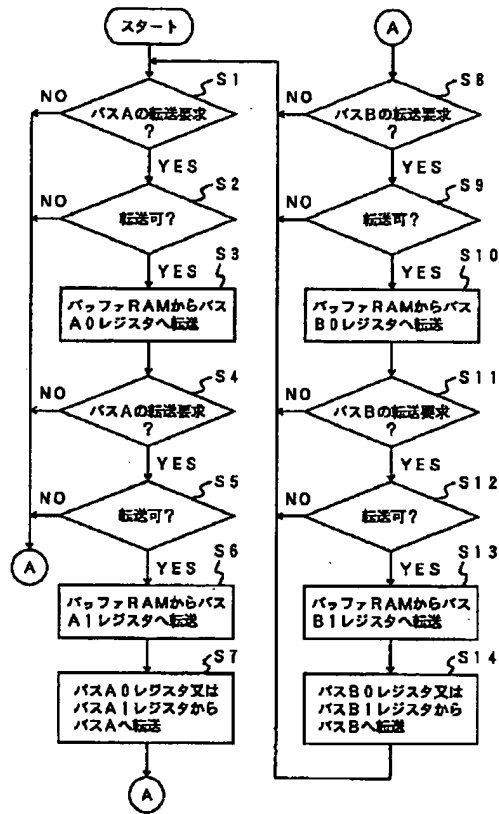 スタート
S1
バスAの転送要求
?
NO
YES
S2
転送可?
NO
YES
S3
バッファRAMからバス
A0レジスタへ転送
S4
バスAの転送要求
?
NO
YES
S5
転送可?
NO
A
YES
S6
バッファRAMからバス
A1レジスタへ転送
S7
バスA0レジスタ又は
バスA1レジスタから
バスAへ転送
A
A
S8
バスBの転送要求
?
NO
YES
S9
転送可?
NO
YES
S10
バッファRAMからバス
B0レジスタへ転送
S11
バスBの転送要求
?
NO
YES
S12
転送可?
NO
YES
S13
バッファRAMからバス
B1レジスタへ転送
S14
バスB0レジスタ又は
バスB1レジスタから
バスBへ転送